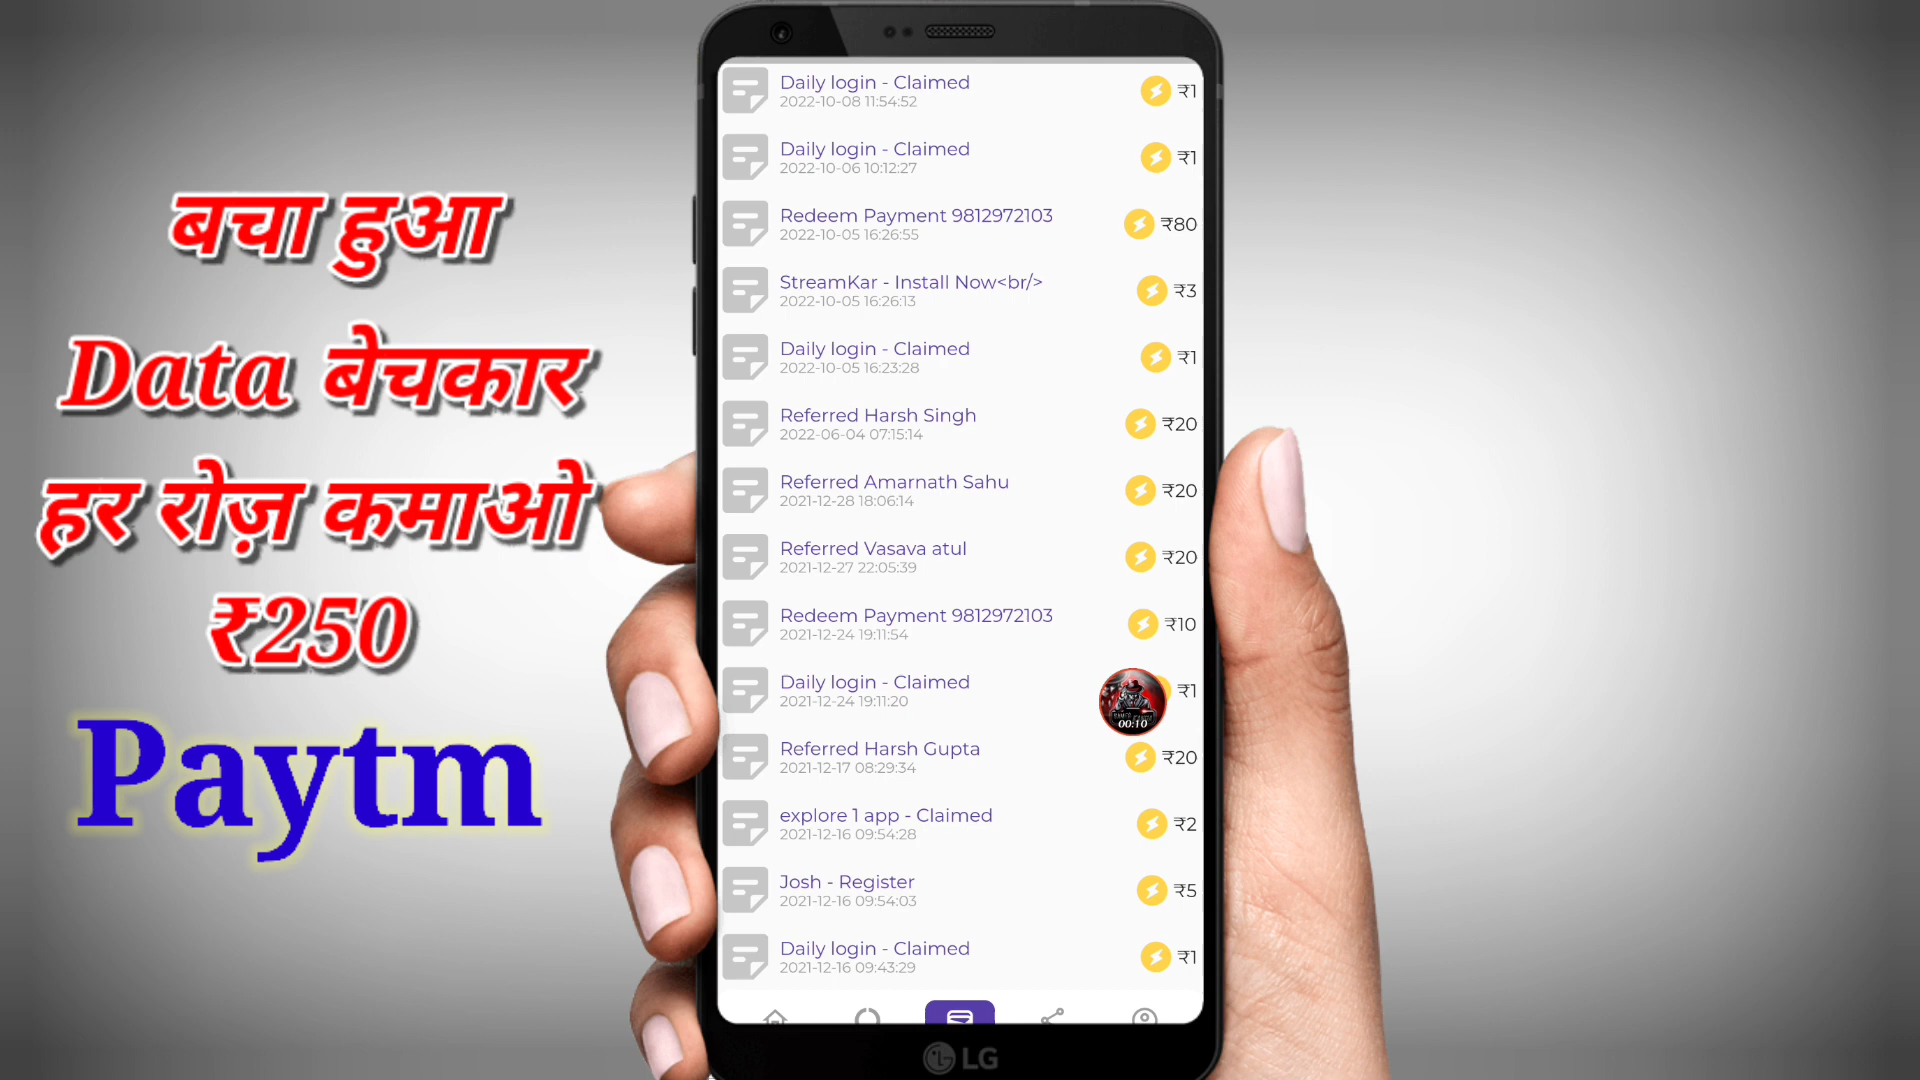 बचा हुआ
Data बेचकार
हर रोज़ कमाओ
₹250
Paytm
Daily login - Claimed ₹1
2022-10-08 11:54:52
Daily login - Claimed ₹1
2022-10-06 10:12:27
Redeem Payment 9812972103 ₹80
2022-10-05 16:26:55
StreamKar - Install Now<br/> ₹3
2022-10-05 16:26:13
Daily login - Claimed ₹1
2022-10-05 16:23:28
Referred Harsh Singh ₹20
2022-06-04 07:15:14
Referred Amarnath Sahu ₹20
2021-12-28 18:06:14
Referred Vasava atul ₹20
2021-12-27 22:05:39
Redeem Payment 9812972103 ₹10
2021-12-24 19:11:54
Daily login - Claimed ₹1
2021-12-24 19:11:20
00:10
Referred Harsh Gupta ₹20
2021-12-17 08:29:34
explore 1 app - Claimed ₹2
2021-12-16 09:54:28
Josh - Register ₹5
2021-12-16 09:54:03
Daily login - Claimed ₹1
2021-12-16 09:43:29
LG